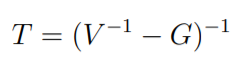 T = (V⁻¹ − G)⁻¹